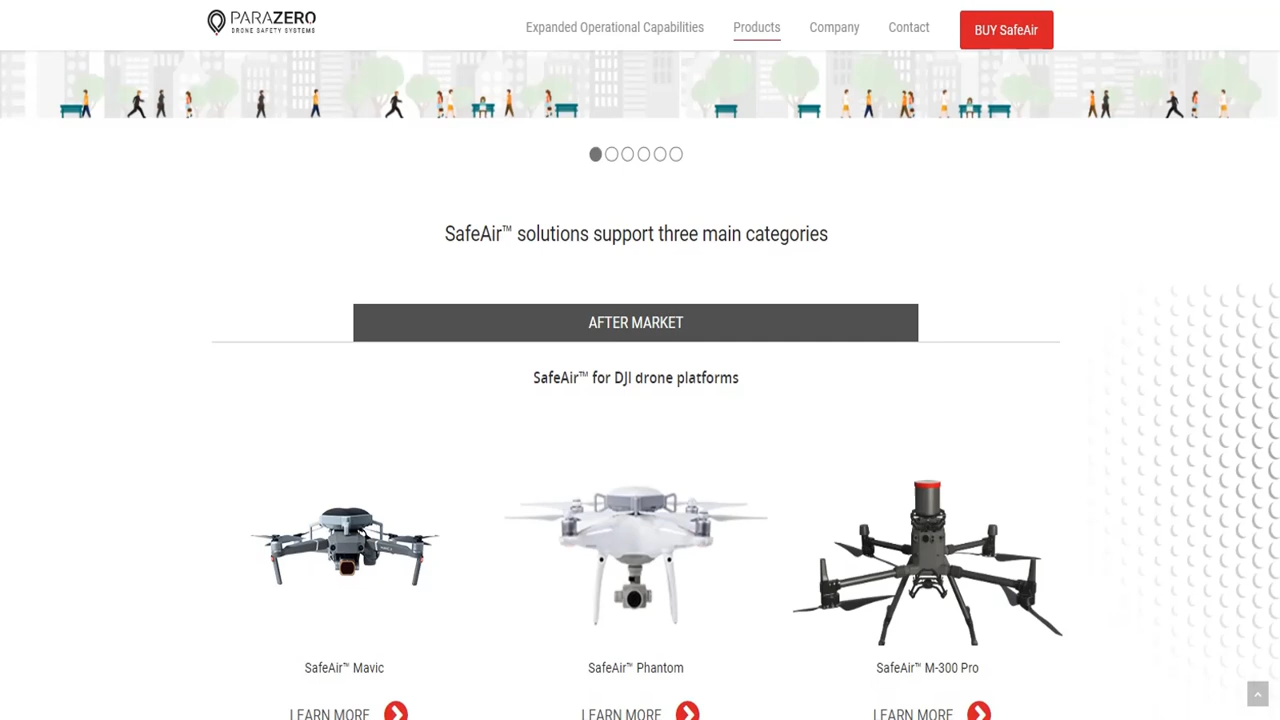 PARAZERO
DRONE SAFETY SYSTEMS
Expanded Operational Capabilities
Products
Company
Contact
BUY SafeAir
SafeAir™ solutions support three main categories
AFTER MARKET
SafeAir™ for DJI drone platforms
SafeAir™ Mavic
SafeAir™ Phantom
SafeAir™ M-300 Pro
LEARN MORE
LEARN MORE
LEARN MORE